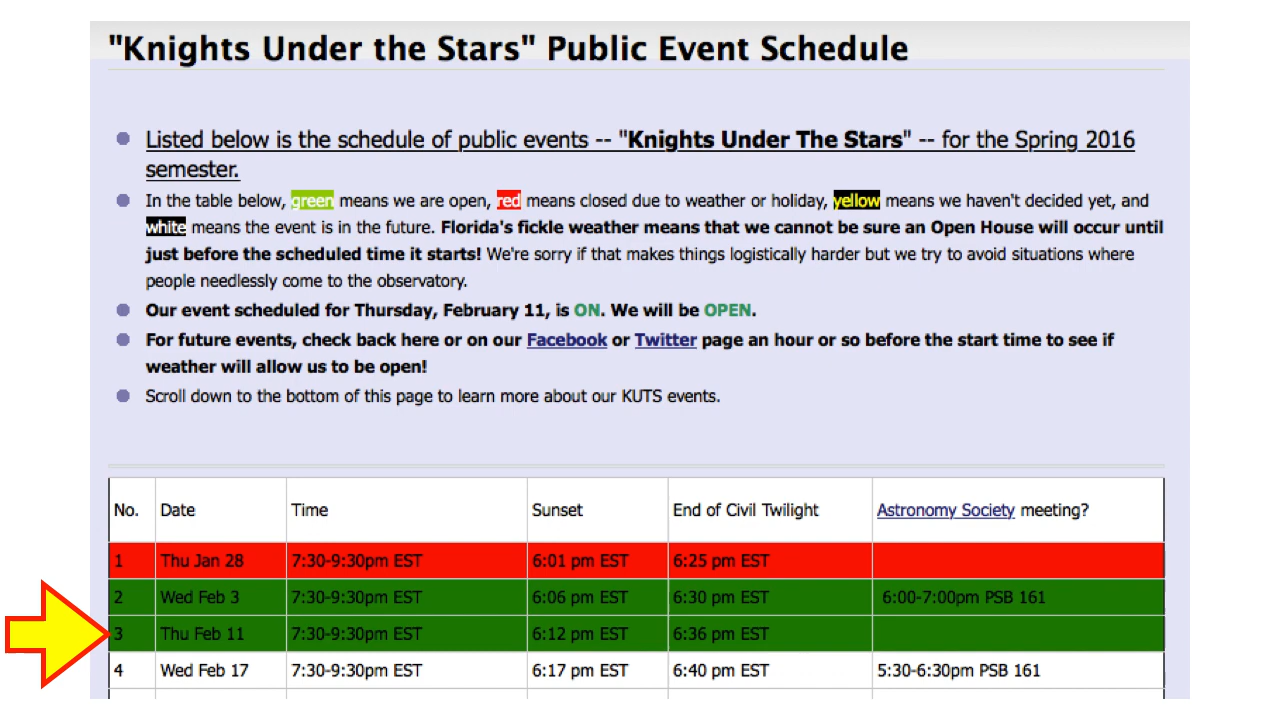 "Knights Under the Stars" Public Event Schedule
Listed below is the schedule of public events -- "Knights Under The Stars" -- for the Spring 2016
semester.
In the table below, green means we are open, red means closed due to weather or holiday, yellow means we haven't decided yet, and
white means the event is in the future. Florida's fickle weather means that we cannot be sure an Open House will occur until
just before the scheduled time it starts! We're sorry if that makes things logistically harder but we try to avoid situations where
people needlessly come to the observatory.
Our event scheduled for Thursday, February 11, is ON. We will be OPEN.
For future events, check back here or on our Facebook or Twitter page an hour or so before the start time to see if
weather will allow us to be open!
Scroll down to the bottom of this page to learn more about our KUTS events.
No. Date Time Sunset End of Civil Twilight Astronomy Society meeting?
1 Thu Jan 28 7:30-9:30pm EST 6:01 pm EST 6:25 pm EST
2 Wed Feb 3 7:30-9:30pm EST 6:06 pm EST 6:30 pm EST 6:00-7:00pm PSB 161
3 Thu Feb 11 7:30-9:30pm EST 6:12 pm EST 6:36 pm EST
4 Wed Feb 17 7:30-9:30pm EST 6:17 pm EST 6:40 pm EST 5:30-6:30pm PSB 161